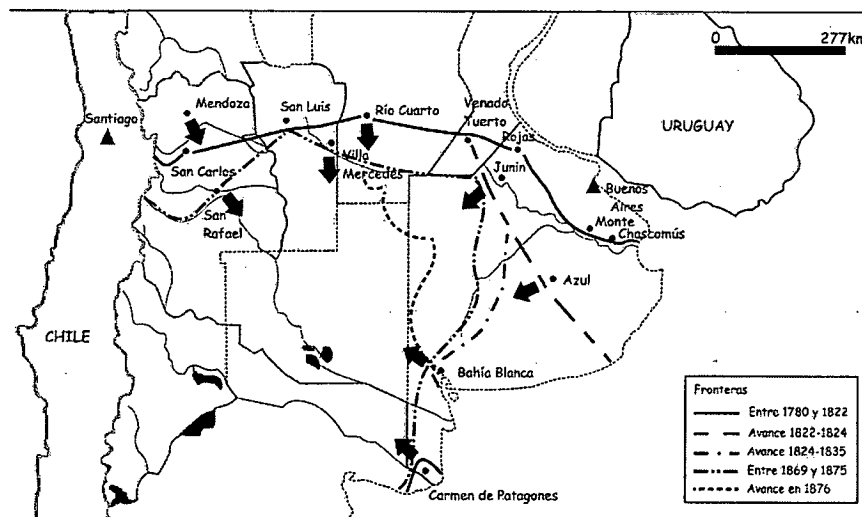 0 277km
Mendoza
San Luis
Río Cuarto
Venado
Tuerto
Rojas
URUGUAY
Santiago
San Carlos
Villa
Mercedes
Junín
Buenos
Aires
San
Rafael
Monte
Chascomús
Azul
CHILE
Bahía Blanca
Carmen de Patagones
Fronteras
Entre 1780 y 1822
Avance 1822-1824
Avance 1824-1835
Entre 1869 y 1875
Avance en 1876